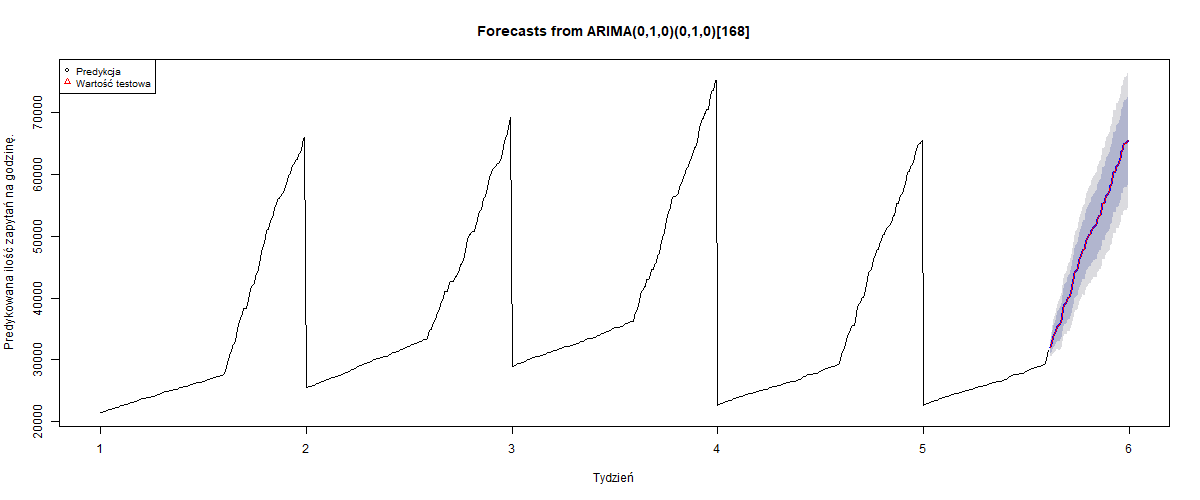 Forecasts from ARIMA(0,1,0)(0,1,0)[168]
Predykcja
Wartość testowa
Predykowana ilość zapytań na godzinę.
70000
60000
50000
40000
30000
20000
1 2 3 4 5 6
Tydzień